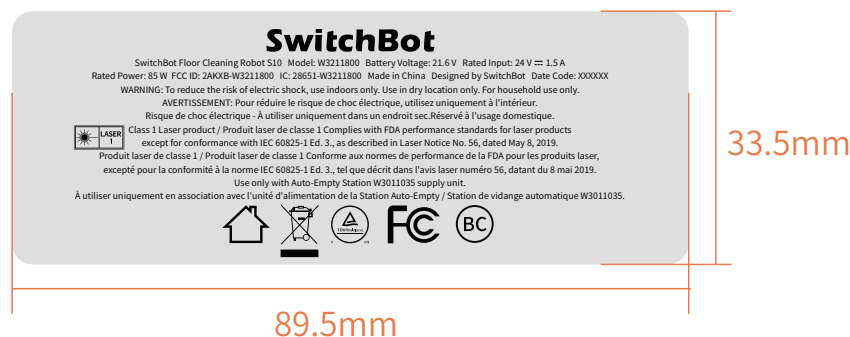 SwitchBot
SwitchBot Floor Cleaning Robot S10 Model: W3211800 Battery Voltage: 21.6 V Rated Input: 24 V ⎓ 1.5 A
Rated Power: 85 W FCC ID: 2AKXB-W3211800 IC: 28651-W3211800 Made in China Designed by SwitchBot Date Code: XXXXXX
WARNING: To reduce the risk of electric shock, use indoors only. Use in dry location only. For household use only.
AVERTISSEMENT: Pour réduire le risque de choc électrique, utilisez uniquement à l'intérieur.
Risque de choc électrique - À utiliser uniquement dans un endroit sec.Réservé à l'usage domestique.
LASER 1
Class 1 Laser product / Produit laser de classe 1 Complies with FDA performance standards for laser products
except for conformance with IEC 60825-1 Ed. 3., as described in Laser Notice No. 56, dated May 8, 2019.
Produit laser de classe 1 / Produit laser de classe 1 Conforme aux normes de performance de la FDA pour les produits laser,
excepté pour la conformité à la norme IEC 60825-1 Ed. 3., tel que décrit dans l'avis laser numéro 56, datant du 8 mai 2019.
Use only with Auto-Empty Station W3011035 supply unit.
À utiliser uniquement en association avec l'unité d'alimentation de la Station Auto-Empty / Station de vidange automatique W3011035.
FC BC
33.5mm
89.5mm